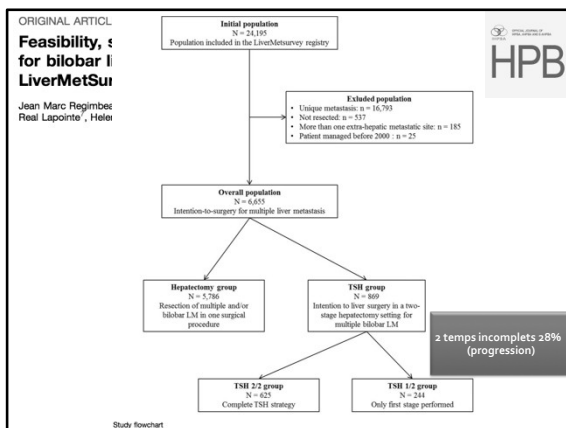 ORIGINAL ARTICL
Feasibility, s
for bilobar li
LiverMetSur
Jean Marc Regimbea
Real Lapointe7, Helen
HPB
Initial population
N = 24,195
Population included in the LiverMetsurvey registry
Exluded population
• Unique metastasis: n = 16,793
• Not resected: n = 537
• More than one extra-hepatic metastatic site: n = 185
• Patient managed before 2000 : n = 25
Overall population
N = 6,655
Intention-to-surgery for multiple liver metastasis
Hepatectomy group
N = 5,786
Resection of multiple and/or
bilobar LM in one surgical
procedure
TSH group
N = 869
Intention to liver surgery in a two-
stage hepatectomy setting for
multiple bilobar LM
2 temps incomplets 28%
(progression)
TSH 2/2 group
N = 625
Complete TSH strategy
TSH 1/2 group
N = 244
Only first stage performed
Study flowchart